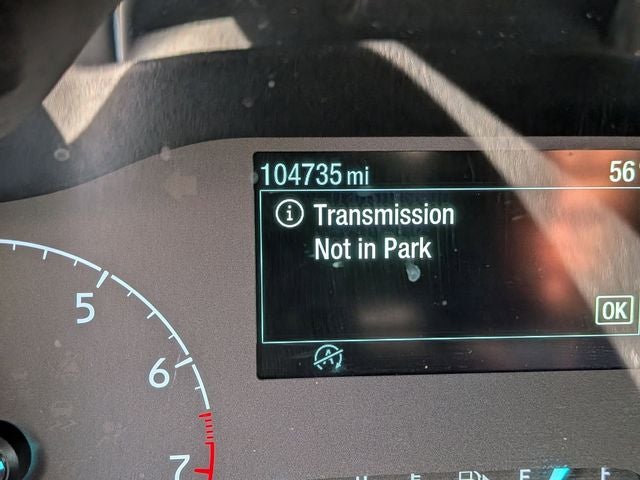 104735 mi 56°
i Transmission
Not in Park
OK
A
5
6
7